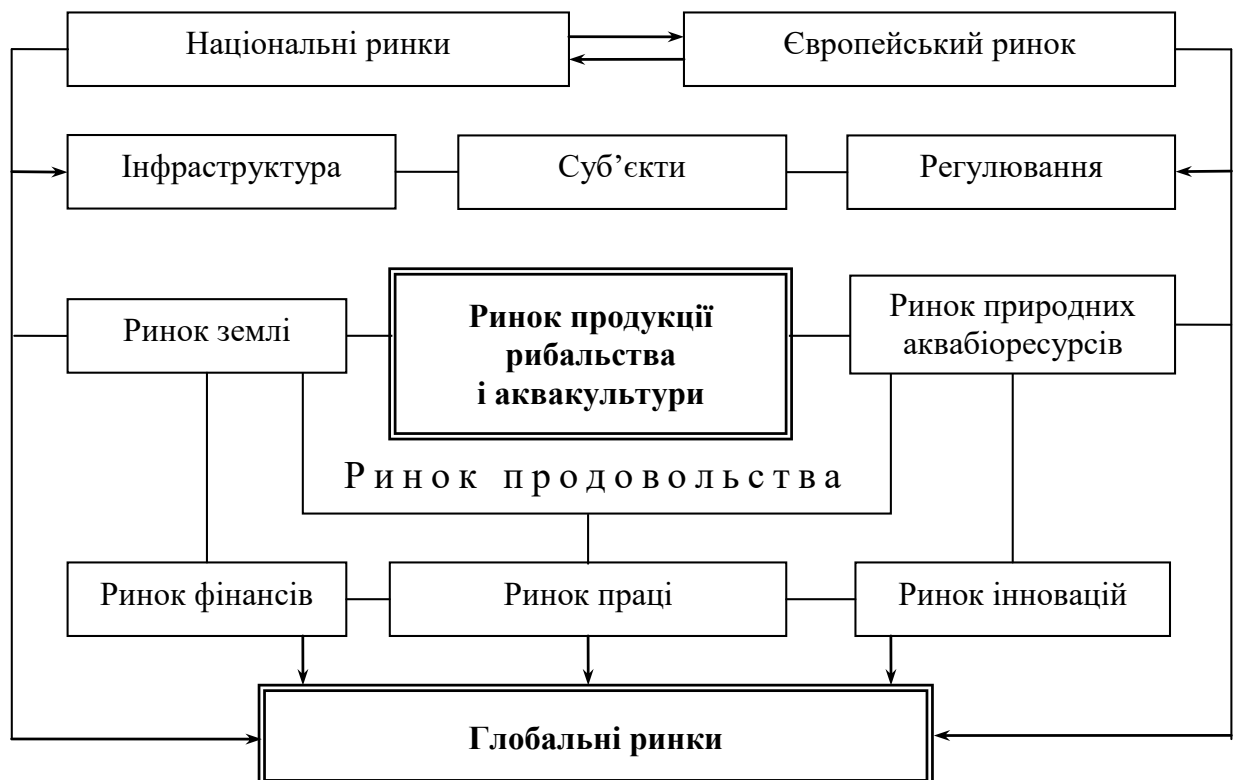 Національні ринки
Європейський ринок
Інфраструктура
Суб’єкти
Регулювання
Ринок землі
Ринок продукції
рибальства
і аквакультури
Ринок природних
аквабіоресурсів
Ринок продовольства
Ринок фінансів
Ринок праці
Ринок інновацій
Глобальні ринки